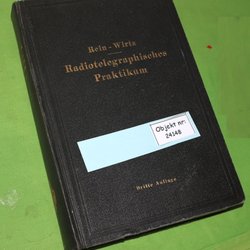 Rein - Wirtz
Radiotelegraphisches
Praktikum
Objekt nr:
24148
Dritte Auflage